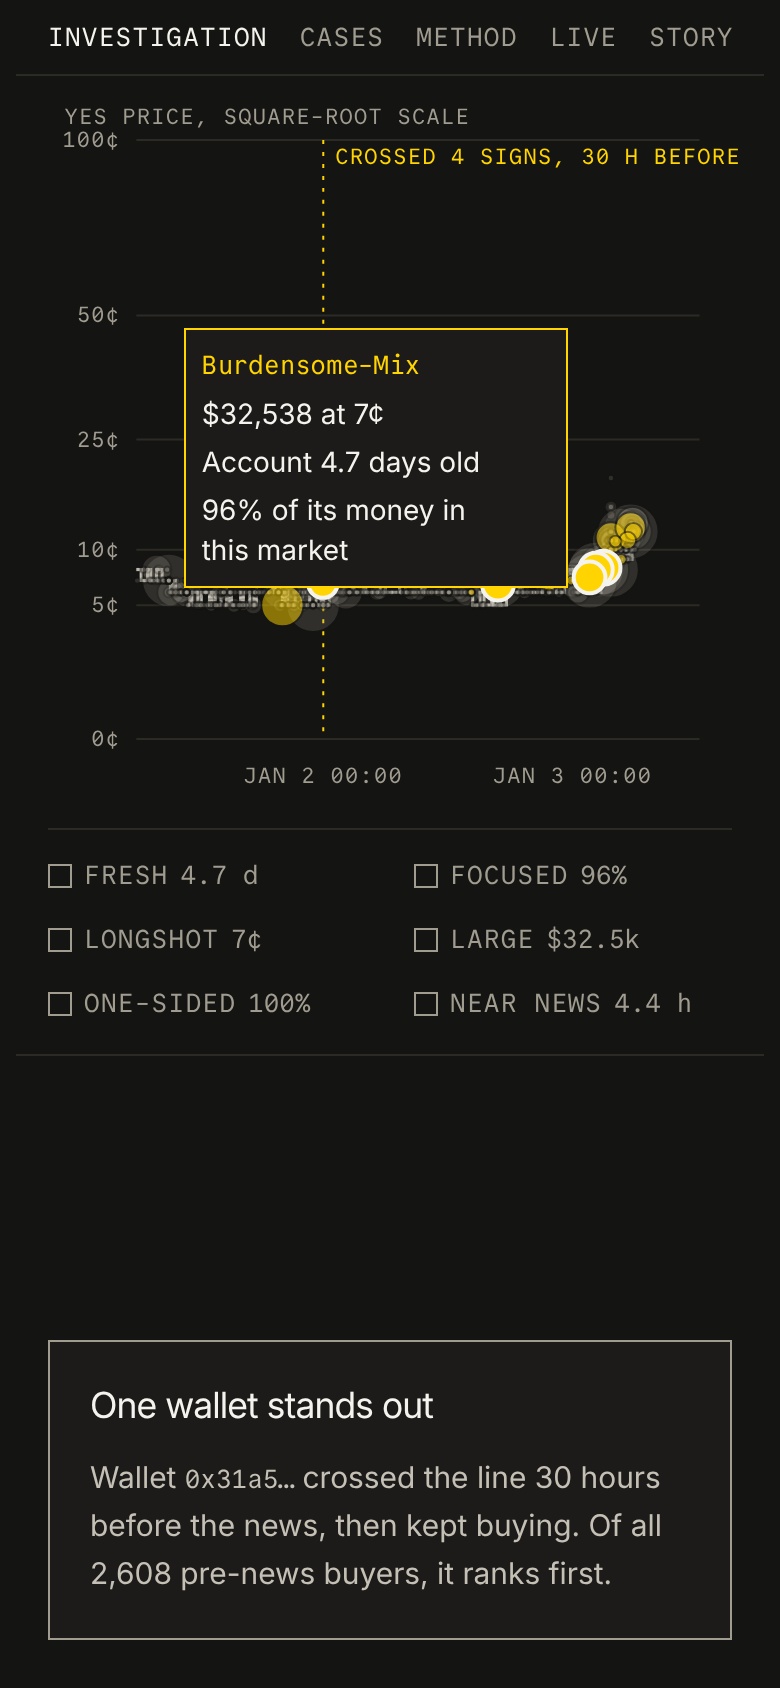 INVESTIGATION CASES METHOD LIVE STORY
YES PRICE, SQUARE-ROOT SCALE
100¢
CROSSED 4 SIGNS, 30 H BEFORE
50¢
Burdensome-Mix
$32,538 at 7¢
25¢
Account 4.7 days old
96% of its money in
this market
10¢
5¢
0¢
JAN 2 00:00 JAN 3 00:00
FRESH 4.7 d FOCUSED 96%
LONGSHOT 7¢ LARGE $32.5k
ONE-SIDED 100% NEAR NEWS 4.4 h
One wallet stands out
Wallet 0x31a5… crossed the line 30 hours
before the news, then kept buying. Of all
2,608 pre-news buyers, it ranks first.